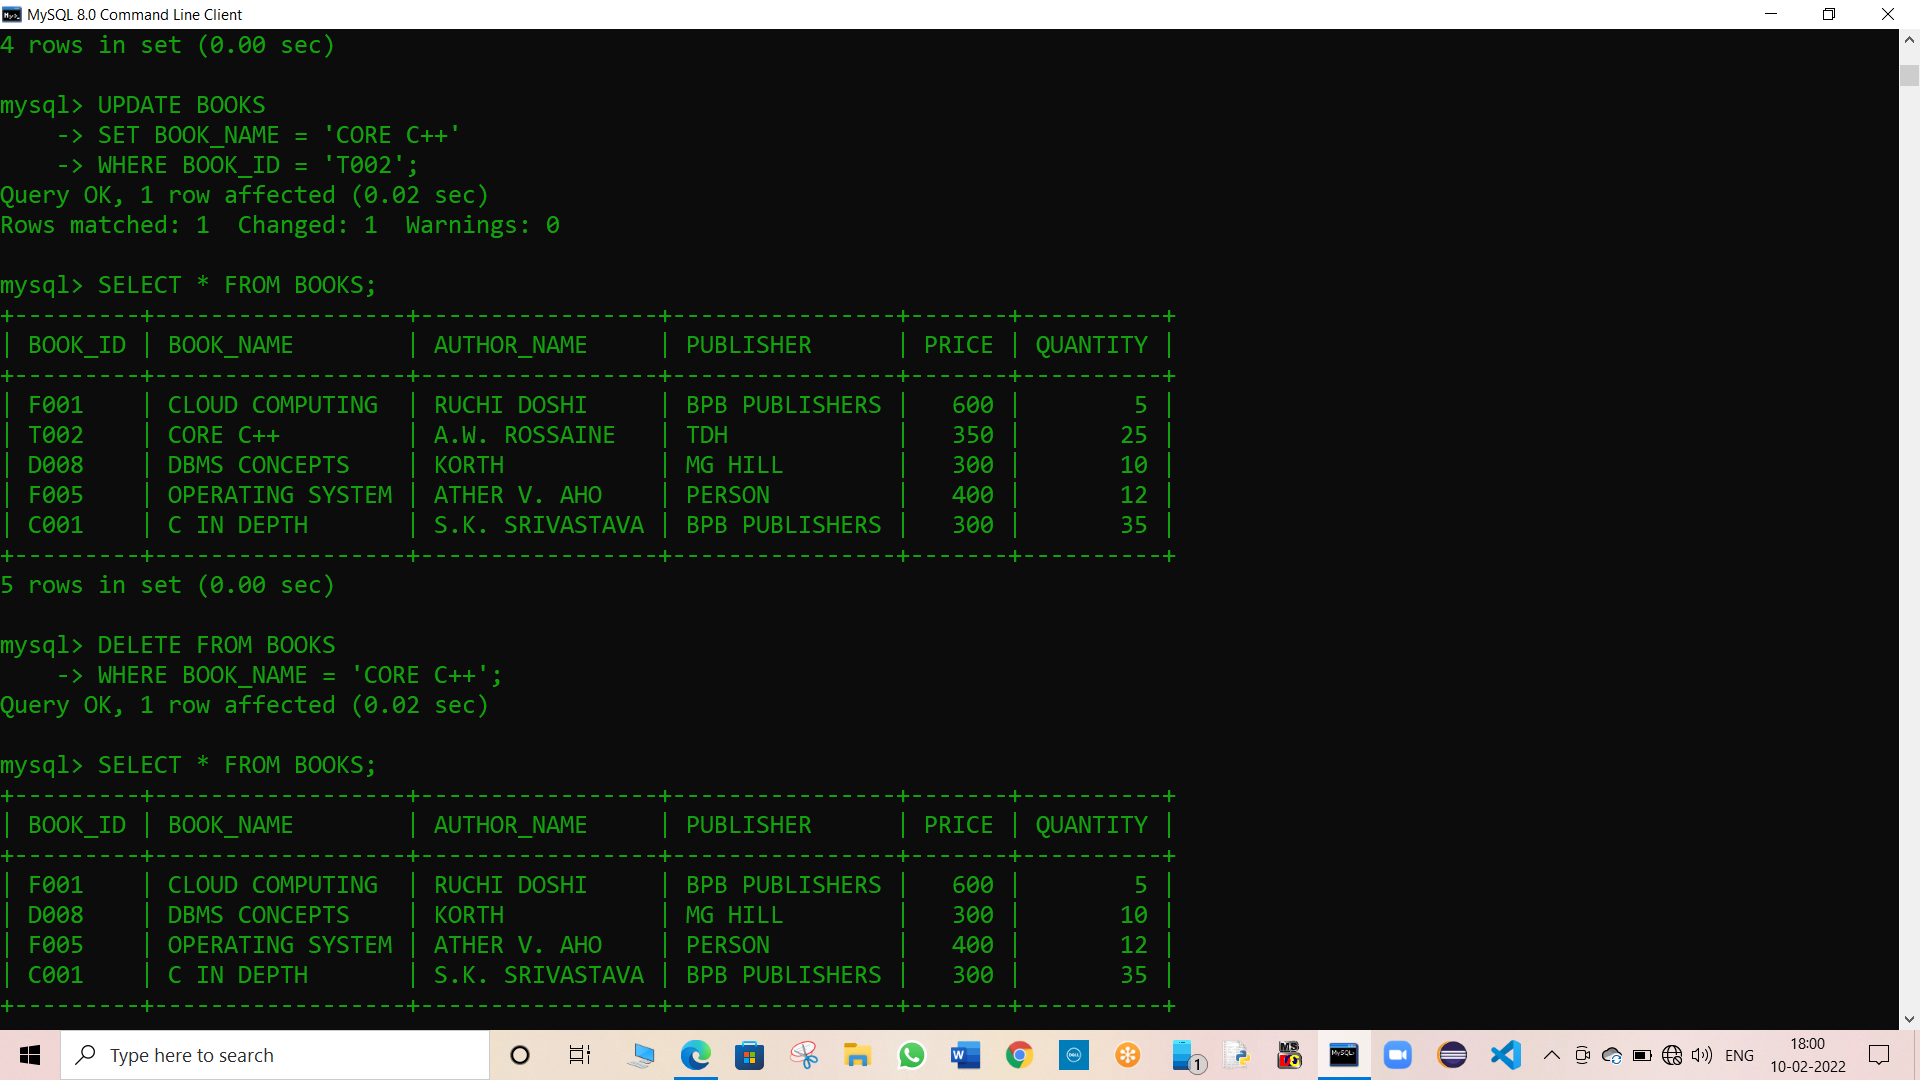 MySQL 8.0 Command Line Client
4 rows in set (0.00 sec)
mysql> UPDATE BOOKS
    -> SET BOOK_NAME = 'CORE C++'
    -> WHERE BOOK_ID = 'T002';
Query OK, 1 row affected (0.02 sec)
Rows matched: 1  Changed: 1  Warnings: 0
mysql> SELECT * FROM BOOKS;
+---------+------------------+-----------------+----------------+-------+----------+
| BOOK_ID | BOOK_NAME        | AUTHOR_NAME     | PUBLISHER      | PRICE | QUANTITY |
+---------+------------------+-----------------+----------------+-------+----------+
| F001    | CLOUD COMPUTING  | RUCHI DOSHI     | BPB PUBLISHERS |   600 |        5 |
| T002    | CORE C++         | A.W. ROSSAINE   | TDH            |   350 |       25 |
| D008    | DBMS CONCEPTS    | KORTH           | MG HILL        |   300 |       10 |
| F005    | OPERATING SYSTEM | ATHER V. AHO    | PERSON         |   400 |       12 |
| C001    | C IN DEPTH       | S.K. SRIVASTAVA | BPB PUBLISHERS |   300 |       35 |
+---------+------------------+-----------------+----------------+-------+----------+
5 rows in set (0.00 sec)
mysql> DELETE FROM BOOKS
    -> WHERE BOOK_NAME = 'CORE C++';
Query OK, 1 row affected (0.02 sec)
mysql> SELECT * FROM BOOKS;
+---------+------------------+-----------------+----------------+-------+----------+
| BOOK_ID | BOOK_NAME        | AUTHOR_NAME     | PUBLISHER      | PRICE | QUANTITY |
+---------+------------------+-----------------+----------------+-------+----------+
| F001    | CLOUD COMPUTING  | RUCHI DOSHI     | BPB PUBLISHERS |   600 |        5 |
| D008    | DBMS CONCEPTS    | KORTH           | MG HILL        |   300 |       10 |
| F005    | OPERATING SYSTEM | ATHER V. AHO    | PERSON         |   400 |       12 |
| C001    | C IN DEPTH       | S.K. SRIVASTAVA | BPB PUBLISHERS |   300 |       35 |
+---------+------------------+-----------------+----------------+-------+----------+
Type here to search
W
DELL
1
MS
MySQL
ENG
18:00
10-02-2022